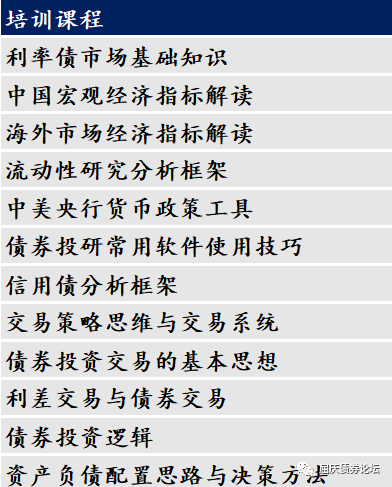 培训课程
利率债市场基础知识
中国宏观经济指标解读
海外市场经济指标解读
流动性研究分析框架
中美央行货币政策工具
债券投研常用软件使用技巧
信用债分析框架
交易策略思维与交易系统
债券投资交易的基本思想
利差交易与债券交易
债券投资逻辑
资产负债配置思路与决策方法
国庆债券论坛